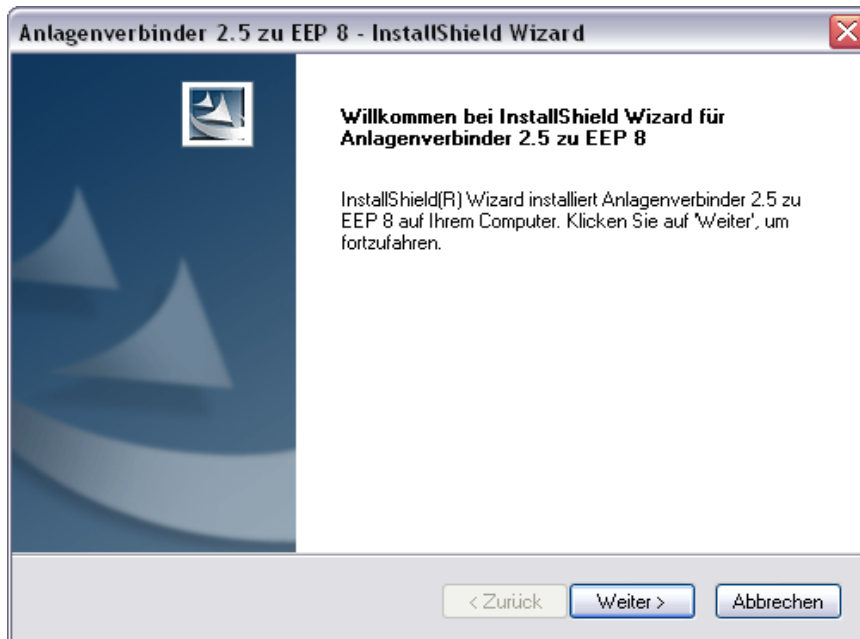 Anlagenverbinder 2.5 zu EEP 8 - InstallShield Wizard
Willkommen bei InstallShield Wizard für
Anlagenverbinder 2.5 zu EEP 8
InstallShield(R) Wizard installiert Anlagenverbinder 2.5 zu
EEP 8 auf Ihrem Computer. Klicken Sie auf 'Weiter', um
fortzufahren.
< Zurück Weiter > Abbrechen